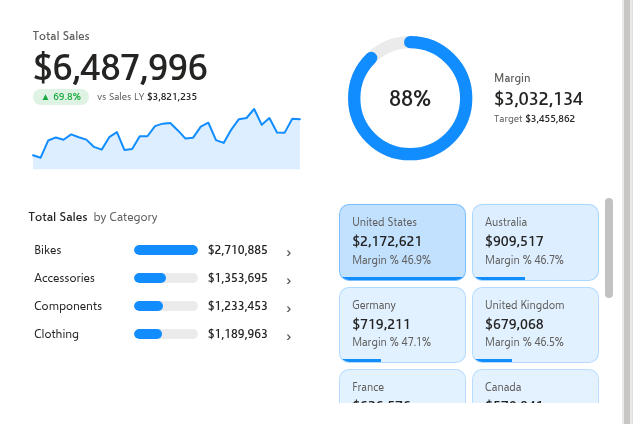 Total Sales
$6,487,996
▲ 69.8% vs Sales LY $3,821,235
88%
Margin
$3,032,134
Target $3,455,862
Total Sales by Category
Bikes $2,710,885 ›
Accessories $1,353,695 ›
Components $1,233,453 ›
Clothing $1,189,963 ›
United States
$2,172,621
Margin % 46.9%
Australia
$909,517
Margin % 46.7%
Germany
$719,211
Margin % 47.1%
United Kingdom
$679,068
Margin % 46.5%
France
Canada